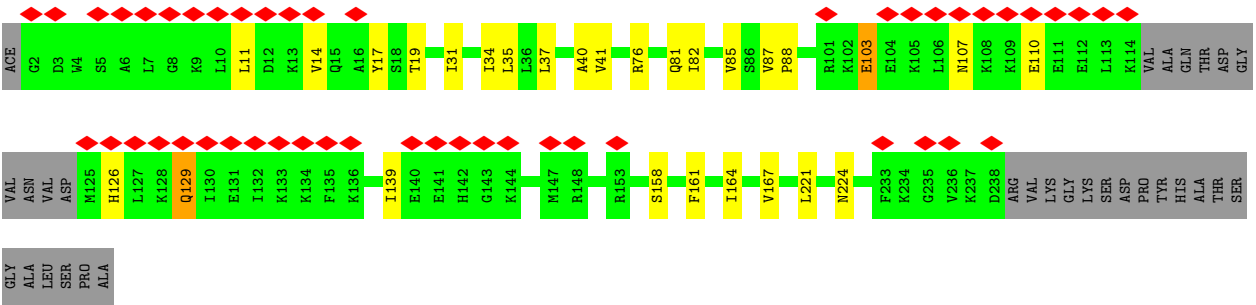 ACE G2 D3 W4 S5 A6 L7 G8 K9 L10 L11 D12 K13 V14 Q15 A16 Y17 S18 T19 I31 I34 L35 L36 L37 A40 V41 R76 Q81 I82 V85 S86 V87 P88 R101 K102 E103 E104 K105 L106 N107 K108 K109 E110 E111 E112 L113 K114 VAL ALA GLN THR ASP GLY
VAL ASN VAL ASP M125 H126 L127 K128 Q129 I130 E131 I132 K133 K134 F135 K136 I139 E140 E141 H142 G143 K144 M147 R148 R153 S158 F161 I164 V167 L221 N224 F233 K234 G235 V236 K237 D238 ARG VAL LYS GLY LYS SER ASP PRO TYR HIS ALA THR SER
GLY ALA LEU SER PRO ALA